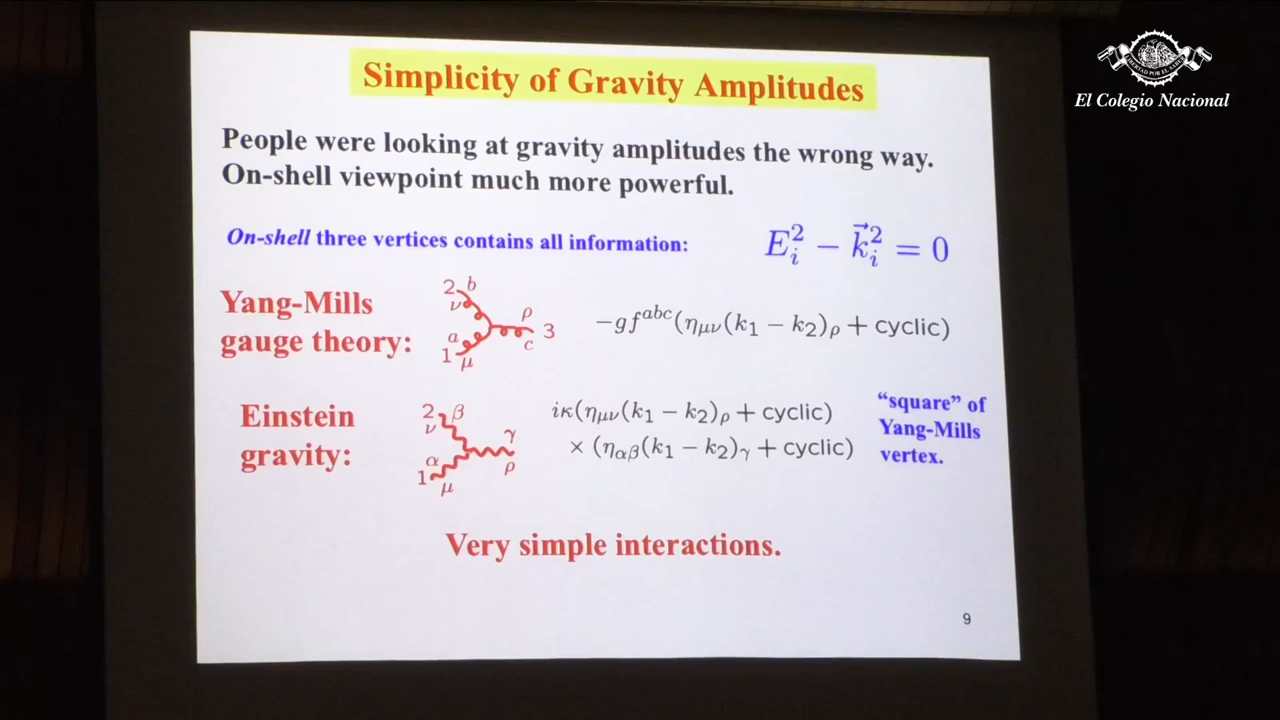 El Colegio Nacional
Simplicity of Gravity Amplitudes
People were looking at gravity amplitudes the wrong way.
On-shell viewpoint much more powerful.
On-shell three vertices contains all information:
E_i^2 − \vec{k}_i^2 = 0
Yang-Mills
gauge theory:
2 b
ν
ρ
a
3
c
1 μ
−gf^{abc}(η_{μν}(k_1 − k_2)_ρ + cyclic)
Einstein
gravity:
2 β
ν
γ
α
ρ
1
μ
iκ(η_{μν}(k_1 − k_2)_ρ + cyclic)
× (η_{αβ}(k_1 − k_2)_γ + cyclic)
“square” of
Yang-Mills
vertex.
Very simple interactions.
9